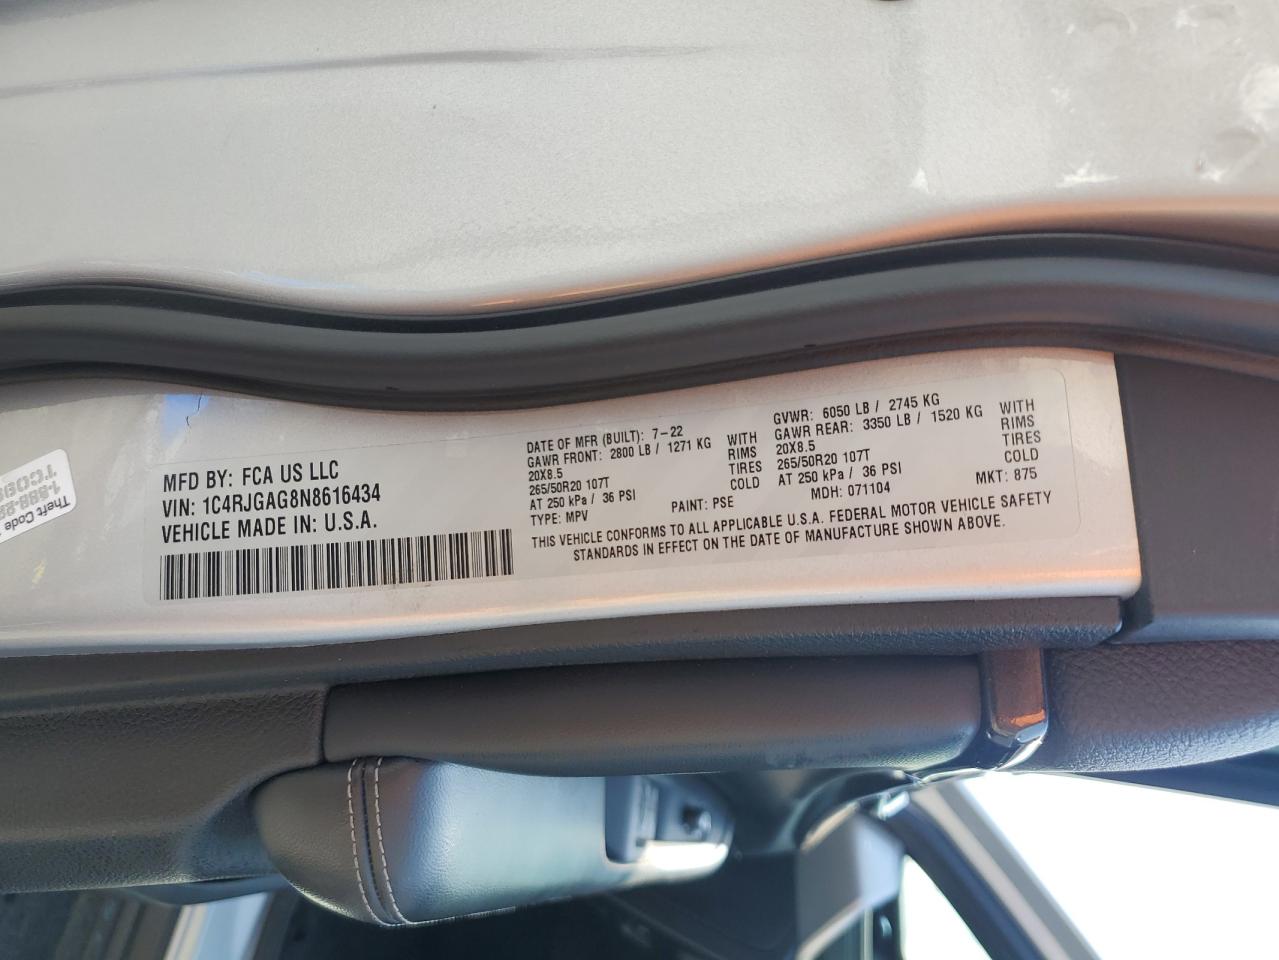 MFD BY: FCA US LLC
VIN: 1C4RJGAG8N8616434
VEHICLE MADE IN: U.S.A.
DATE OF MFR (BUILT): 7-22
GAWR FRONT: 2800 LB / 1271 KG WITH
20X8.5 RIMS
265/50R20 107T TIRES
AT 250 kPa / 36 PSI COLD
TYPE: MPV PAINT: PSE
GVWR: 6050 LB / 2745 KG
GAWR REAR: 3350 LB / 1520 KG WITH
20X8.5 RIMS
265/50R20 107T TIRES
AT 250 kPa / 36 PSI COLD
MDH: 071104 MKT: 875
THIS VEHICLE CONFORMS TO ALL APPLICABLE U.S.A. FEDERAL MOTOR VEHICLE SAFETY
STANDARDS IN EFFECT ON THE DATE OF MANUFACTURE SHOWN ABOVE.
Theft Code